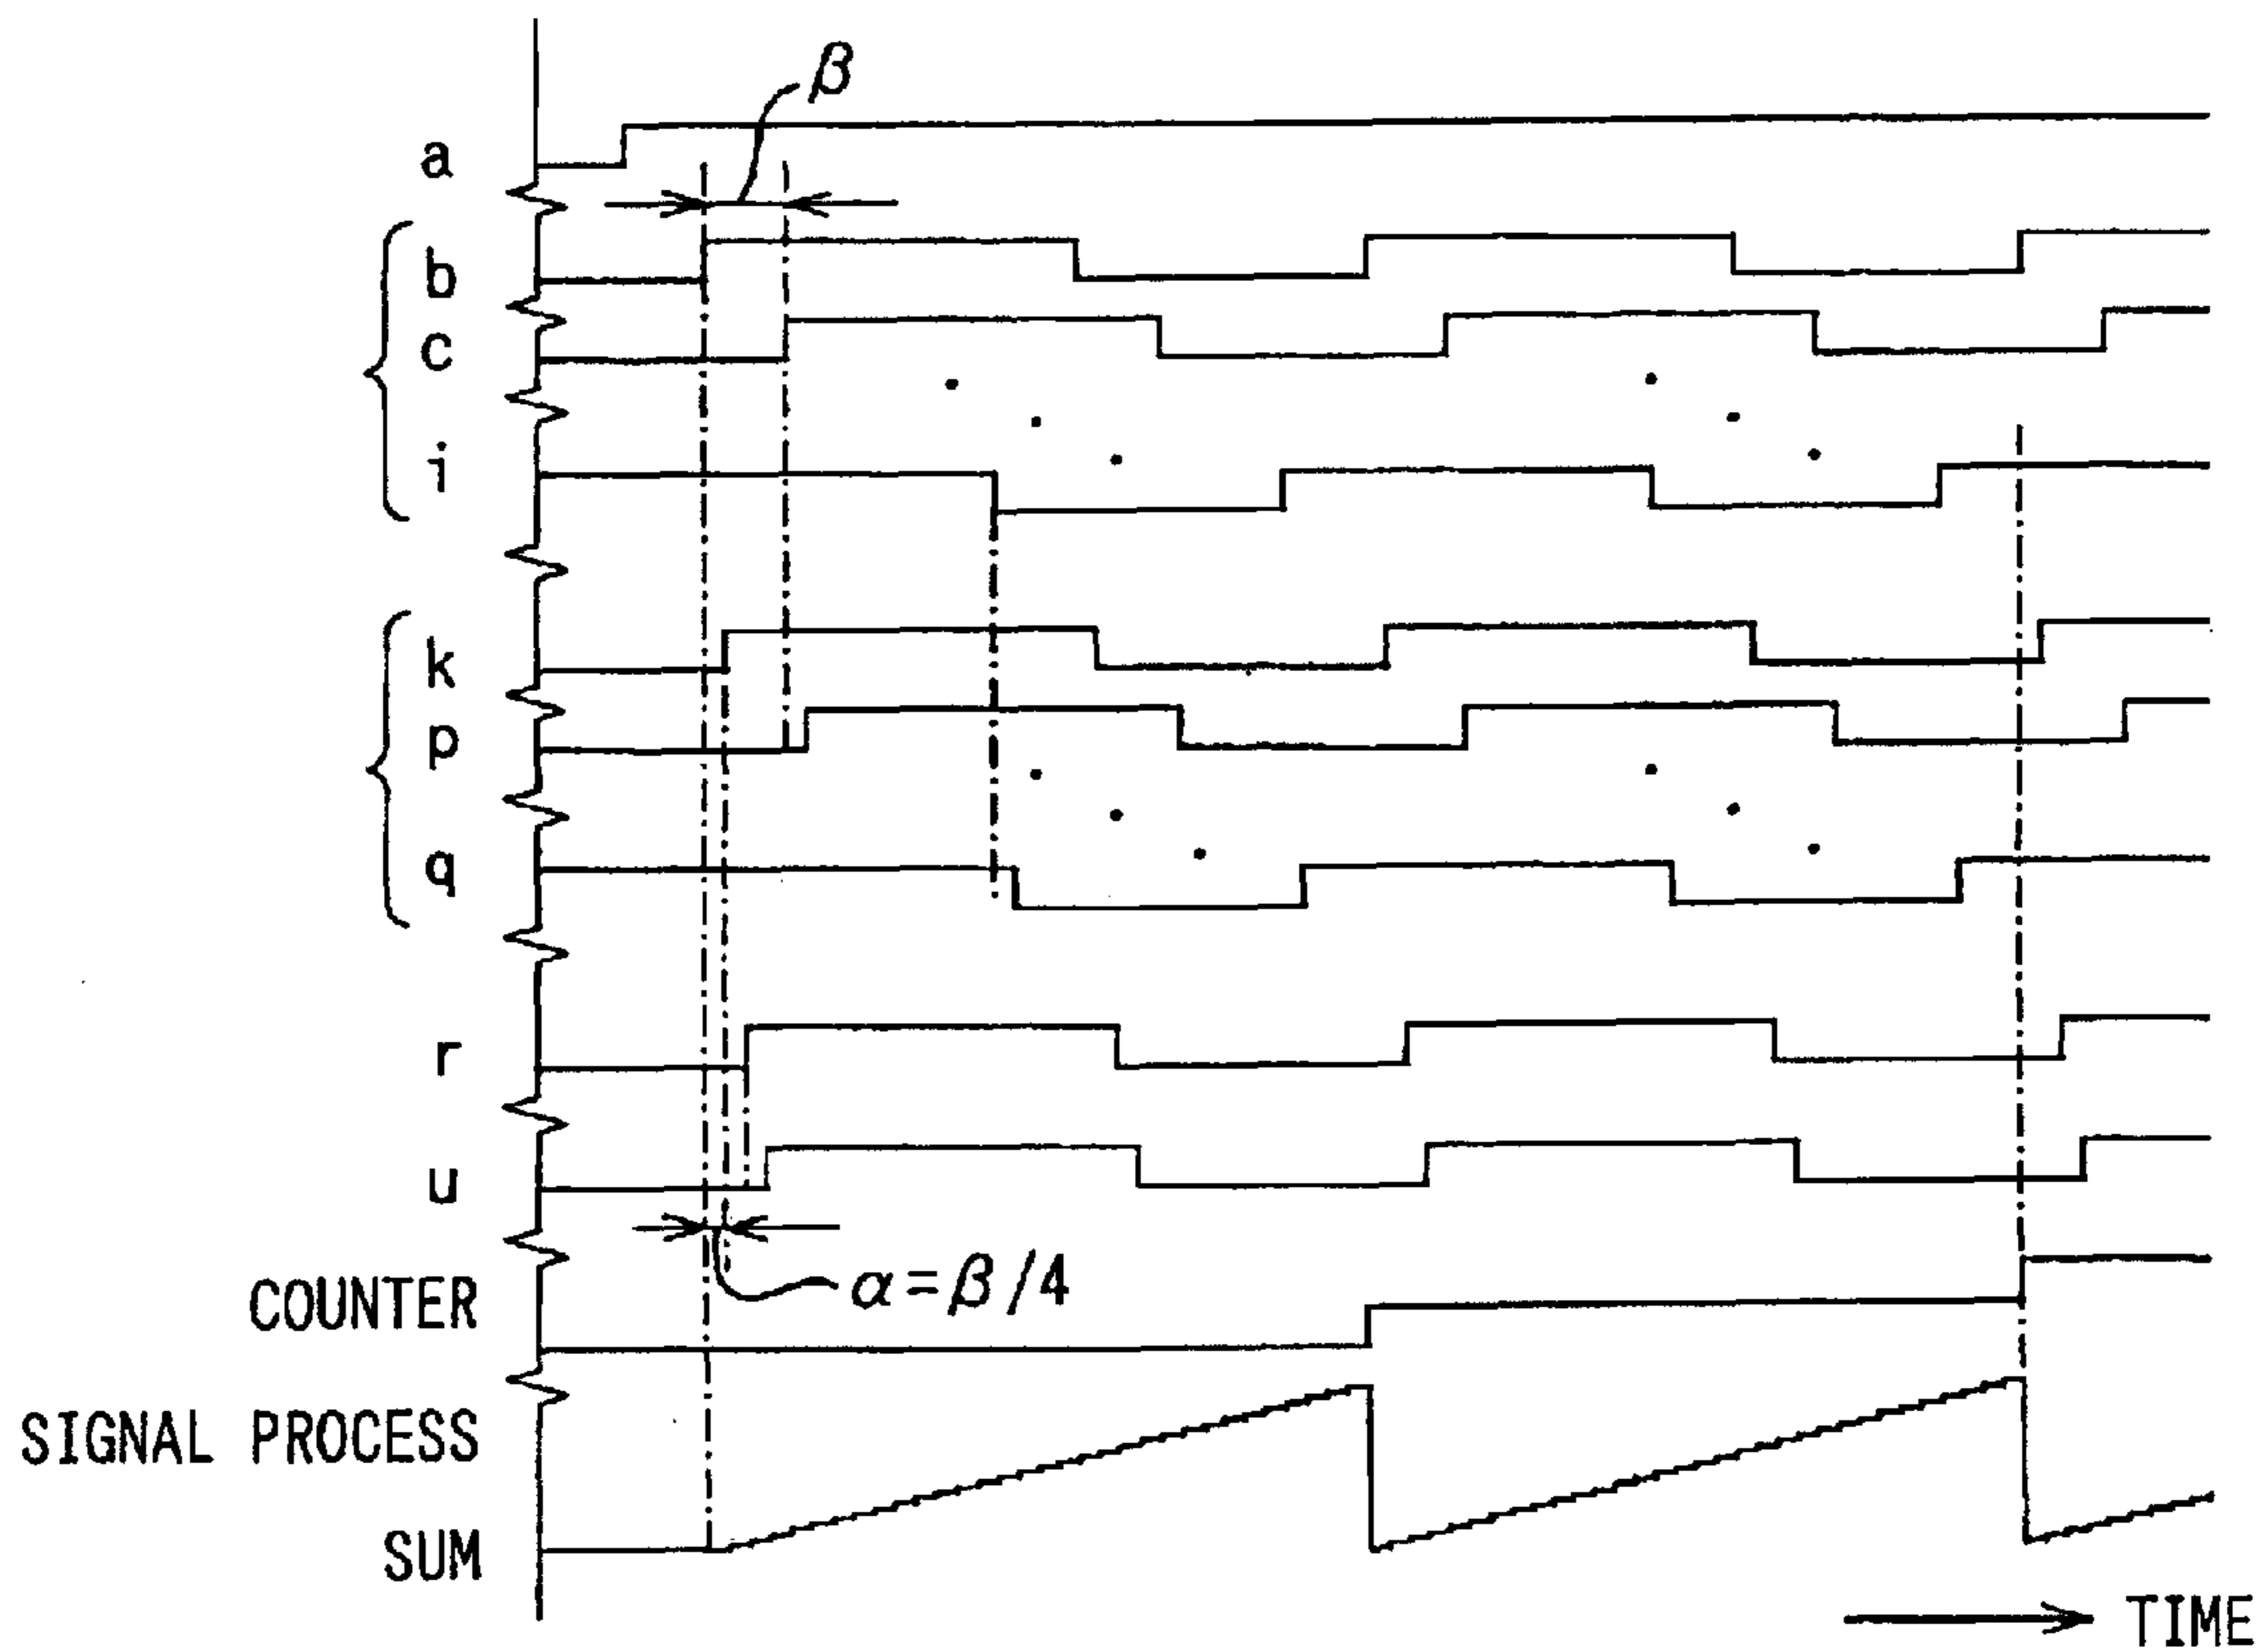 β
a
b
c
i
k
p
q
r
u
α=β/4
COUNTER
SIGNAL PROCESS
SUM
TIME